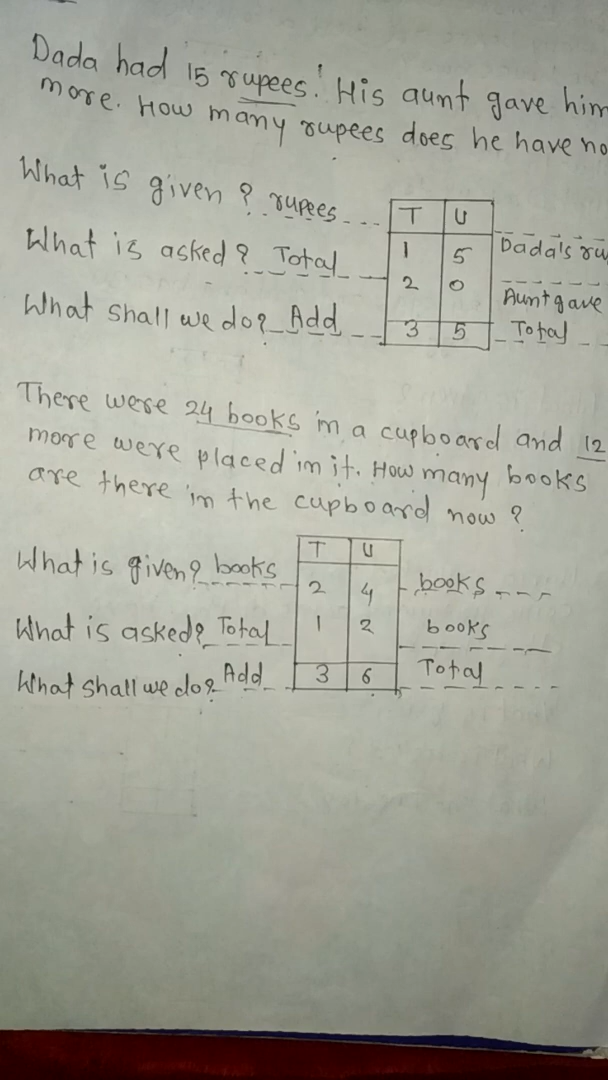 Dada had 15 rupees. His aunt gave him
more. How many rupees does he have no
What is given? rupees
T U
What is asked? Total
1 5 Dada's ru
2 0 Aunt gave
What shall we do? Add
3 5 Total
There were 24 books in a cupboard and 12
more were placed in it. How many books
are there in the cupboard now?
T U
What is given? books
2 4 books
What is asked? Total
1 2 books
What shall we do? Add
3 6 Total